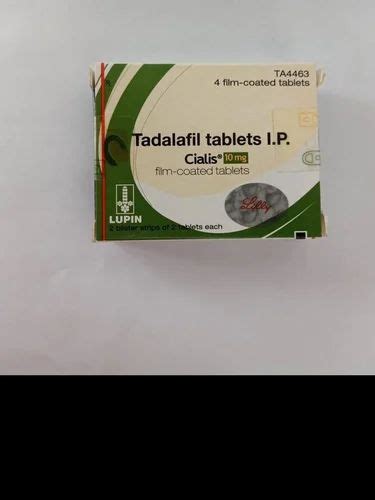 TA4463
4 film-coated tablets
Tadalafil tablets I.P.
Cialis® 10 mg
film-coated tablets
Lilly
LUPIN
2 blister strips of 2 tablets each